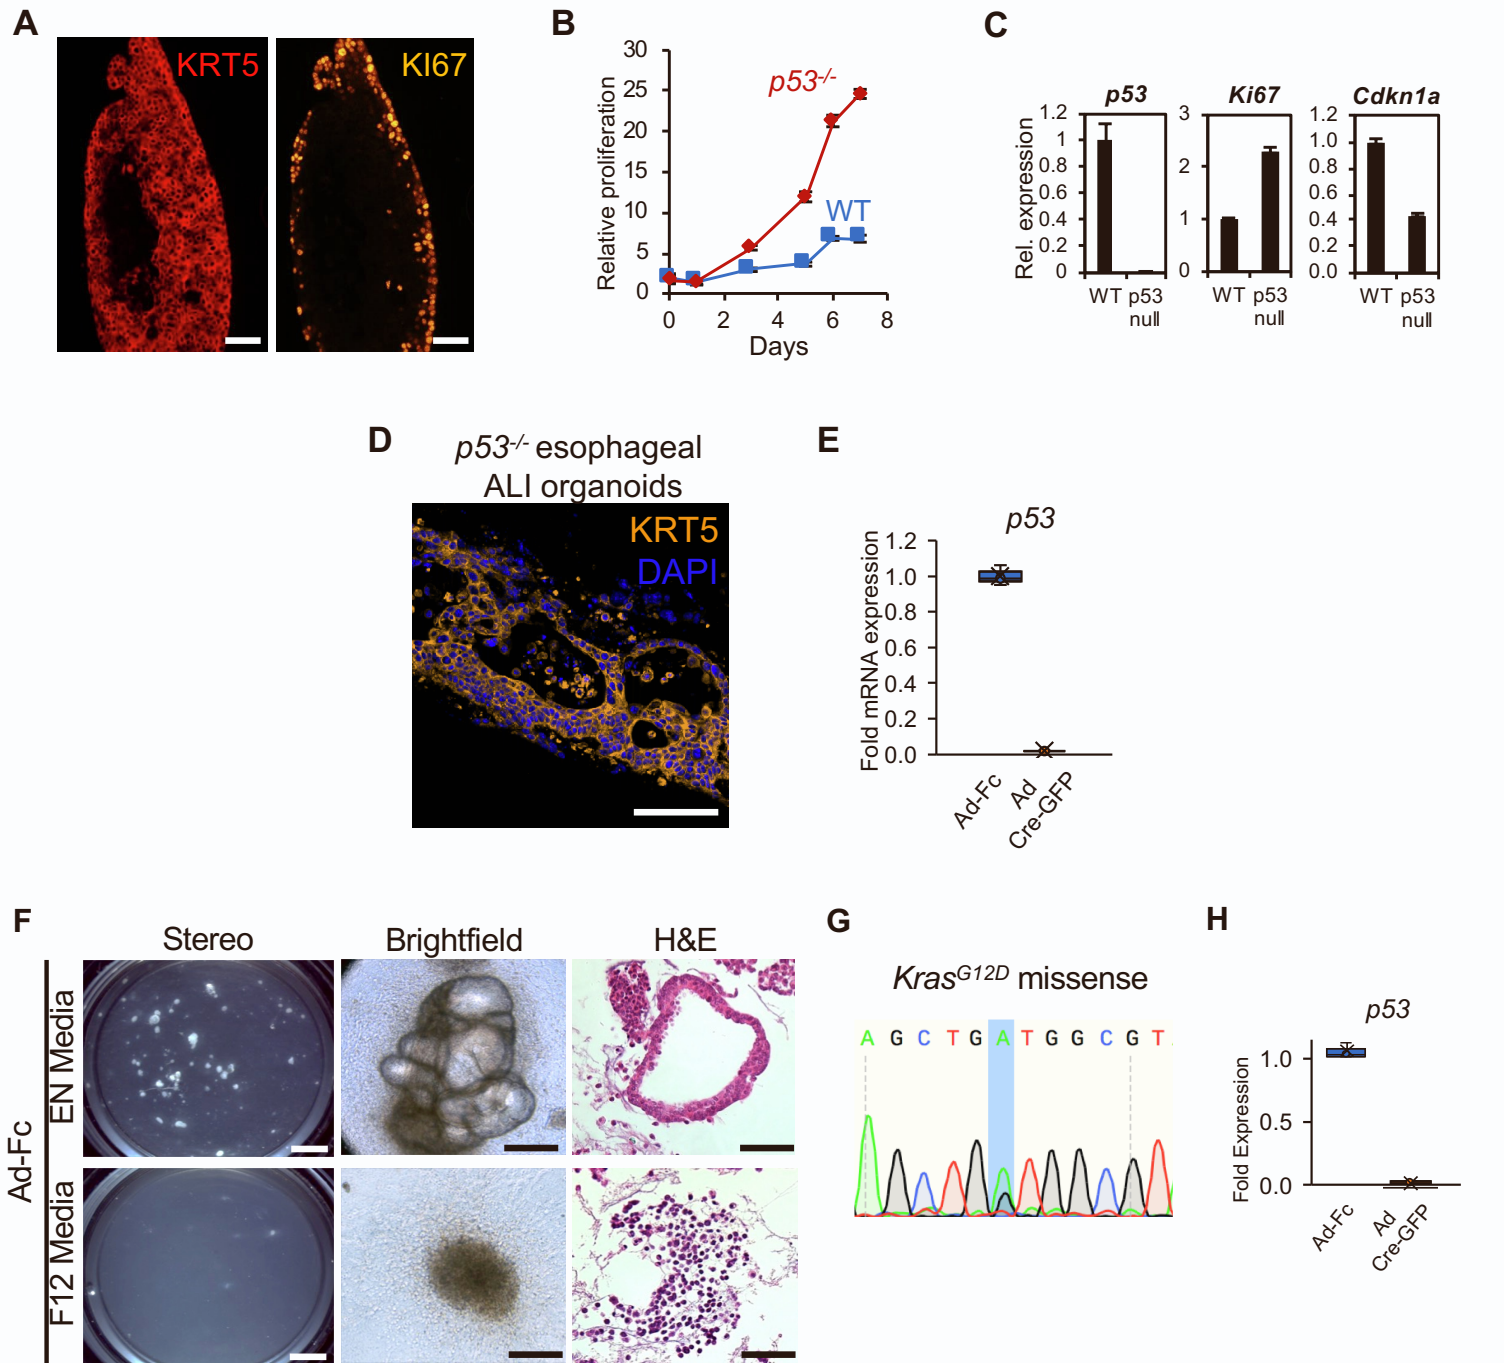 A
KRT5
KI67
B
Relative proliferation
30
25
20
15
10
5
0
0 2 4 6 8
Days
p53-/-
WT
C
Rel. expression
p53
1.2
1
0.8
0.6
0.4
0.2
0
WT p53
null
Ki67
3
2
1
0
WT p53
null
Cdkn1a
1.2
1.0
0.8
0.6
0.4
0.2
0.0
WT p53
null
D
p53-/- esophageal
ALI organoids
KRT5
DAPI
E
p53
Fold mRNA expression
1.2
1.0
0.8
0.6
0.4
0.2
0.0
Ad-Fc
Ad
Cre-GFP
F
Stereo
Brightfield
H&E
Ad-Fc
EN Media
F12 Media
G
KrasG12D missense
A G C T G A T G G C G T
H
p53
Fold Expression
1.0
0.5
0.0
Ad-Fc
Ad
Cre-GFP